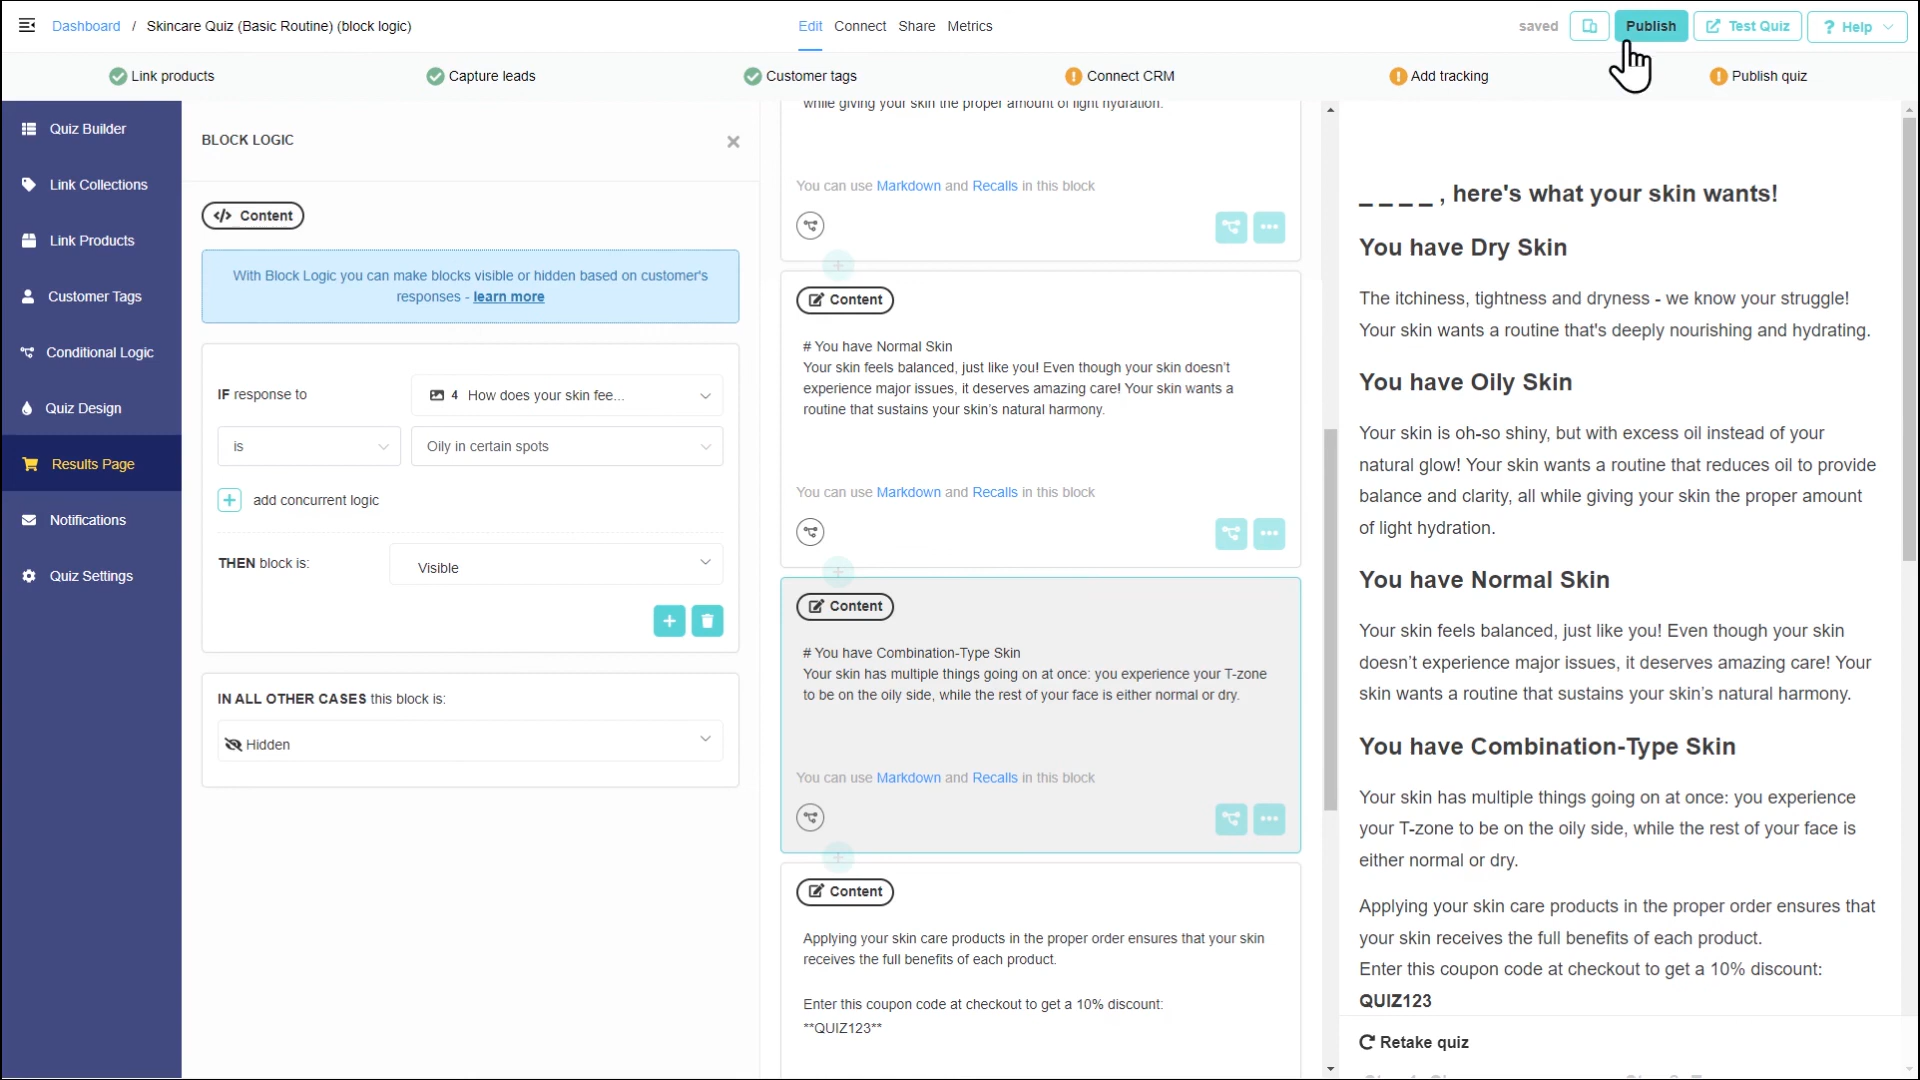 Dashboard / Skincare Quiz (Basic Routine) (block logic)
Edit Connect Share Metrics
saved Publish Test Quiz ? Help
Link products Capture leads Customer tags Connect CRM Add tracking Publish quiz
Quiz Builder
Link Collections
Link Products
Customer Tags
Conditional Logic
Quiz Design
Results Page
Notifications
Quiz Settings
BLOCK LOGIC
</> Content
With Block Logic you can make blocks visible or hidden based on customer's
responses - learn more
IF response to 4 How does your skin fee...
is Oily in certain spots
add concurrent logic
THEN block is: Visible
IN ALL OTHER CASES this block is:
Hidden
while giving your skin the proper amount of light hydration.
You can use Markdown and Recalls in this block
Content
# You have Normal Skin
Your skin feels balanced, just like you! Even though your skin doesn’t
experience major issues, it deserves amazing care! Your skin wants a
routine that sustains your skin’s natural harmony.
You can use Markdown and Recalls in this block
Content
# You have Combination-Type Skin
Your skin has multiple things going on at once: you experience your T-zone
to be on the oily side, while the rest of your face is either normal or dry.
You can use Markdown and Recalls in this block
Content
Applying your skin care products in the proper order ensures that your skin
receives the full benefits of each product.
Enter this coupon code at checkout to get a 10% discount:
**QUIZ123**
_ _ _ _ , here's what your skin wants!
You have Dry Skin
The itchiness, tightness and dryness - we know your struggle!
Your skin wants a routine that's deeply nourishing and hydrating.
You have Oily Skin
Your skin is oh-so shiny, but with excess oil instead of your
natural glow! Your skin wants a routine that reduces oil to provide
balance and clarity, all while giving your skin the proper amount
of light hydration.
You have Normal Skin
Your skin feels balanced, just like you! Even though your skin
doesn’t experience major issues, it deserves amazing care! Your
skin wants a routine that sustains your skin’s natural harmony.
You have Combination-Type Skin
Your skin has multiple things going on at once: you experience
your T-zone to be on the oily side, while the rest of your face is
either normal or dry.
Applying your skin care products in the proper order ensures that
your skin receives the full benefits of each product.
Enter this coupon code at checkout to get a 10% discount:
QUIZ123
Retake quiz